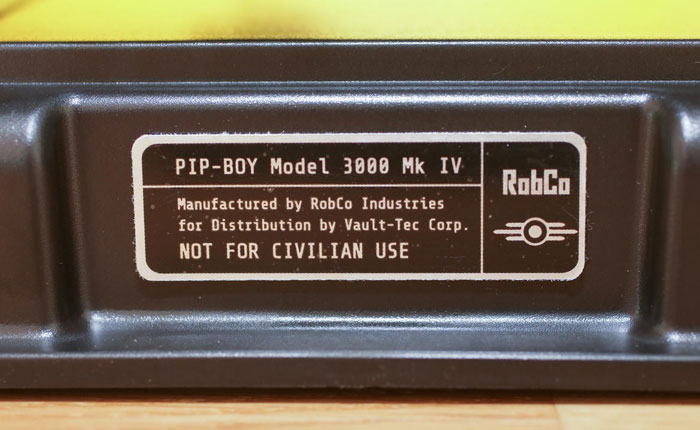 PIP-BOY Model 3000 Mk IV
Manufactured by RobCo Industries
for Distribution by Vault-Tec Corp.
NOT FOR CIVILIAN USE
RobCo